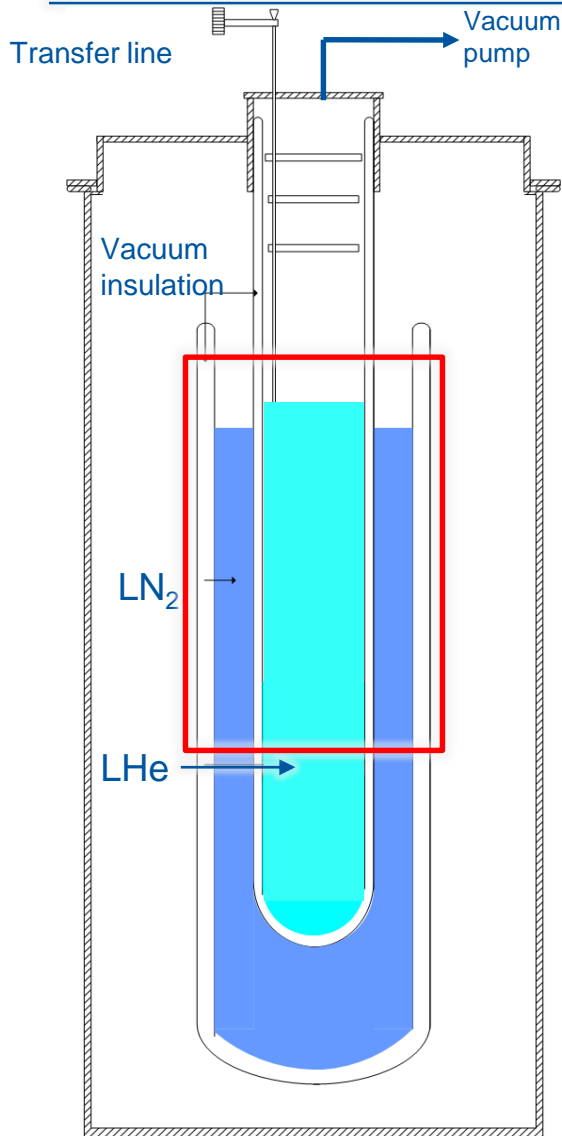 Vacuum
pump
Transfer line
Vacuum
insulation
LN₂
LHe